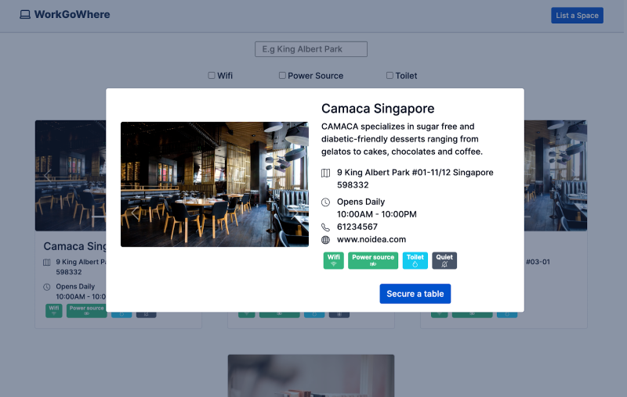 WorkGoWhere
List a Space
E.g King Albert Park
Wifi
Power Source
Toilet
Camaca Singapore
CAMACA specializes in sugar free and
diabetic-friendly desserts ranging from
gelatos to cakes, chocolates and coffee.
9 King Albert Park #01-11/12 Singapore
598332
Opens Daily
10:00AM - 10:00PM
61234567
www.noidea.com
Wifi
Power source
Toilet
Quiet
Secure a table
Camaca Sing
9 King Albert Pa
598332
Opens Daily
10:00AM - 10:0
Wifi
Power source
#03-01